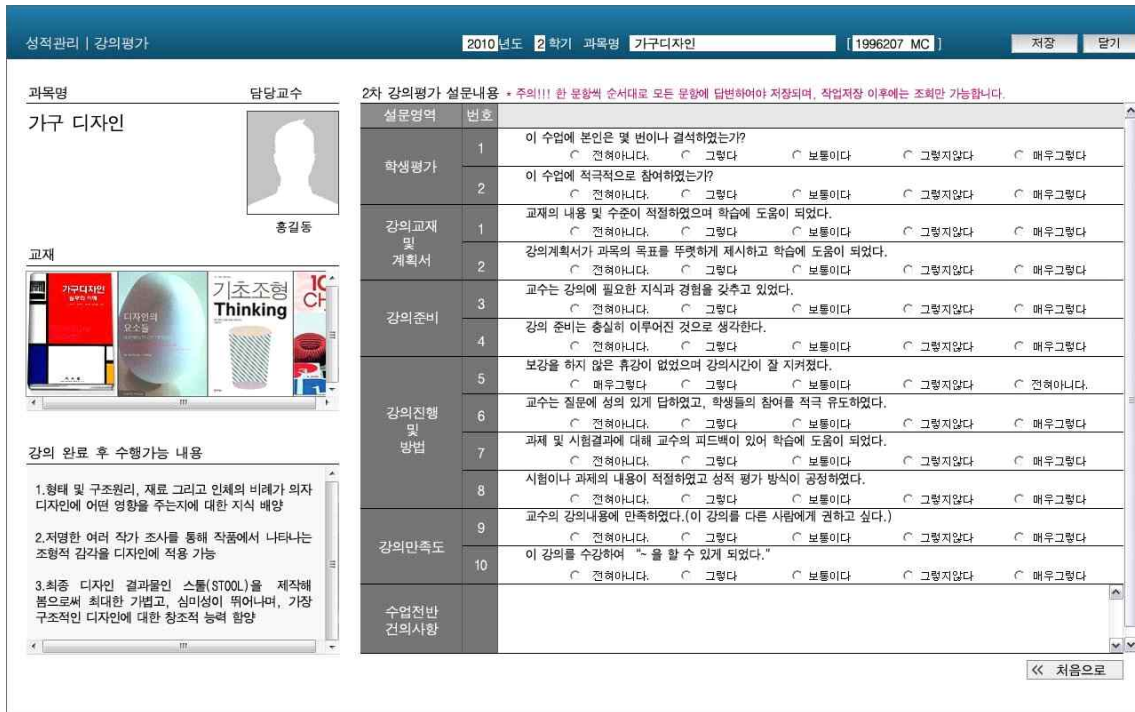 성적관리 | 강의평가
2010 년도 2 학기 과목명 가구디자인 [ 1996207 MC ] 저장 닫기
과목명 담당교수
가구 디자인
홍길동
교재
가구디자인
디자인의
요소들
기초조형
Thinking
10
CH
강의 완료 후 수행가능 내용
1.형태 및 구조원리, 재료 그리고 인체의 비례가 의자
디자인에 어떤 영향을 주는지에 대한 지식 배양
2.저명한 여러 작가 조사를 통해 작품에서 나타나는
조형적 감각을 디자인에 적용 가능
3.최종 디자인 결과물인 스툴(STOOL)을 제작해
봄으로써 최대한 가볍고, 심미성이 뛰어나며, 가장
구조적인 디자인에 대한 창조적 능력 함양
2차 강의평가 설문내용 * 주의!!! 한 문항씩 순서대로 모든 문항에 답변하여야 저장되며, 작업저장 이후에는 조회만 가능합니다.
설문영역 번호
학생평가
1 이 수업에 본인은 몇 번이나 결석하였는가?
전혀아니다. 그렇다 보통이다 그렇지않다 매우그렇다
2 이 수업에 적극적으로 참여하였는가?
전혀아니다. 그렇다 보통이다 그렇지않다 매우그렇다
강의교재
및
계획서
1 교재의 내용 및 수준이 적절하였으며 학습에 도움이 되었다.
전혀아니다. 그렇다 보통이다 그렇지않다 매우그렇다
2 강의계획서가 과목의 목표를 뚜렷하게 제시하고 학습에 도움이 되었다.
전혀아니다. 그렇다 보통이다 그렇지않다 매우그렇다
강의준비
3 교수는 강의에 필요한 지식과 경험을 갖추고 있었다.
전혀아니다. 그렇다 보통이다 그렇지않다 매우그렇다
4 강의 준비는 충실히 이루어진 것으로 생각한다.
전혀아니다. 그렇다 보통이다 그렇지않다 매우그렇다
강의진행
및
방법
5 보강을 하지 않은 휴강이 없었으며 강의시간이 잘 지켜졌다.
매우그렇다 그렇다 보통이다 그렇지않다 전혀아니다.
6 교수는 질문에 성의 있게 답하였고, 학생들의 참여를 적극 유도하였다.
전혀아니다. 그렇다 보통이다 그렇지않다 매우그렇다
7 과제 및 시험결과에 대해 교수의 피드백이 있어 학습에 도움이 되었다.
전혀아니다. 그렇다 보통이다 그렇지않다 매우그렇다
8 시험이나 과제의 내용이 적절하였고 성적 평가 방식이 공정하였다.
전혀아니다. 그렇다 보통이다 그렇지않다 매우그렇다
강의만족도
9 교수의 강의내용에 만족하였다.(이 강의를 다른 사람에게 권하고 싶다.)
전혀아니다. 그렇다 보통이다 그렇지않다 매우그렇다
10 이 강의를 수강하여 "~ 을 할 수 있게 되었다."
전혀아니다. 그렇다 보통이다 그렇지않다 매우그렇다
수업전반
건의사항
<< 처음으로